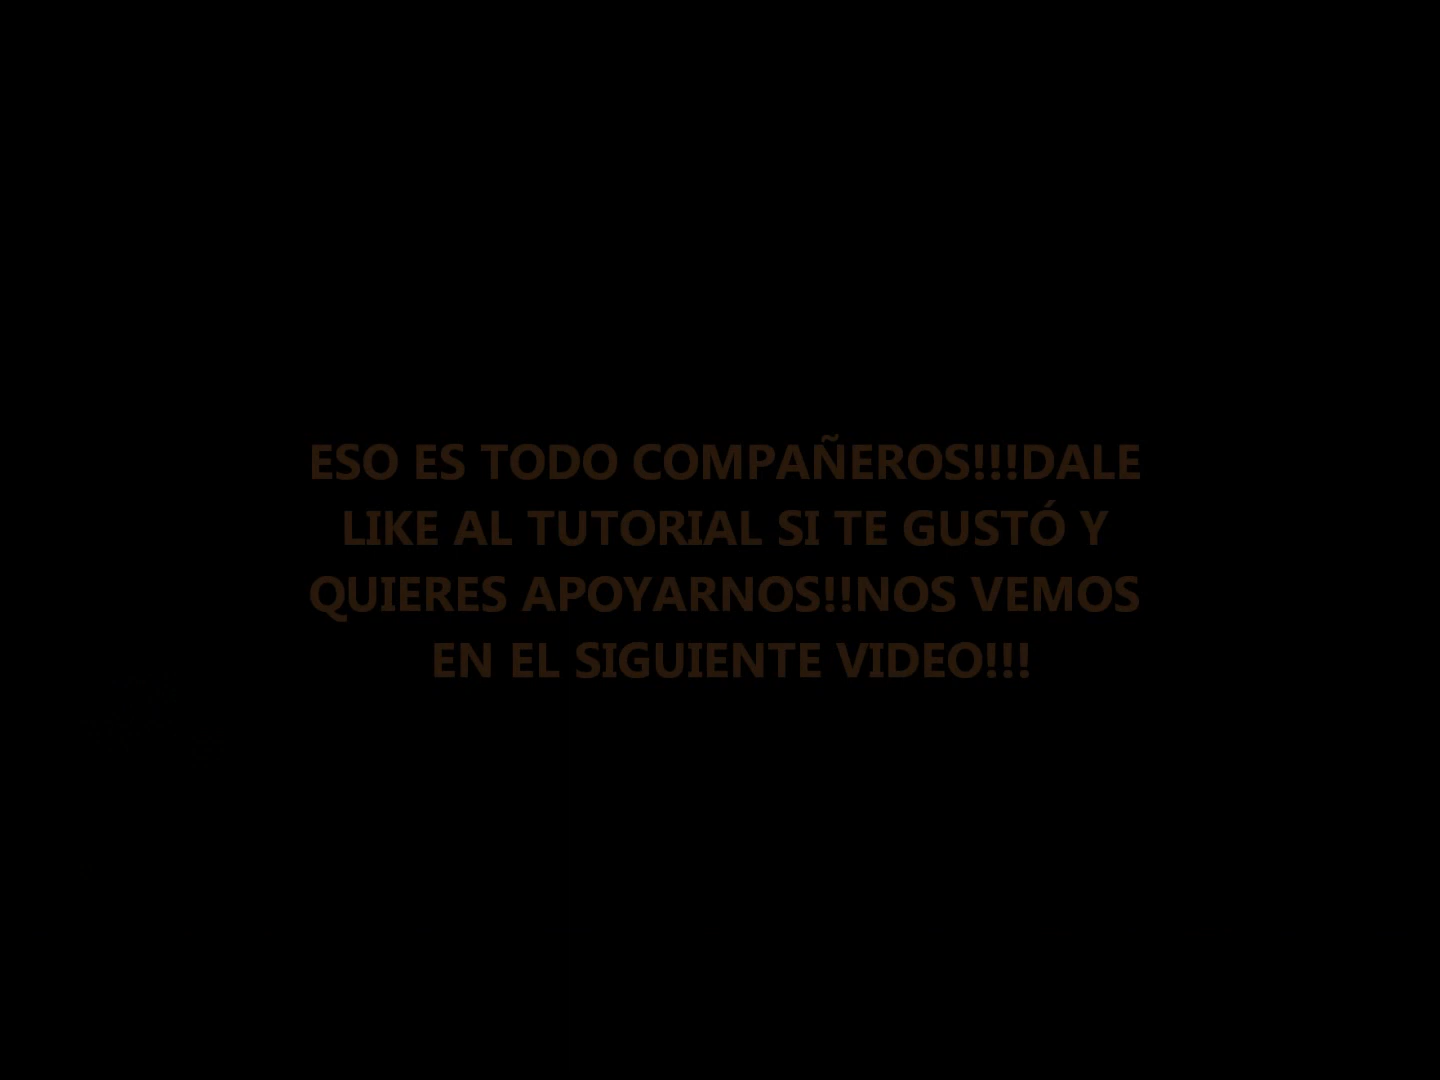 ESO ES TODO COMPAÑEROS!!!DALE
LIKE AL TUTORIAL SI TE GUSTÓ Y
QUIERES APOYARNOS!!NOS VEMOS
EN EL SIGUIENTE VIDEO!!!